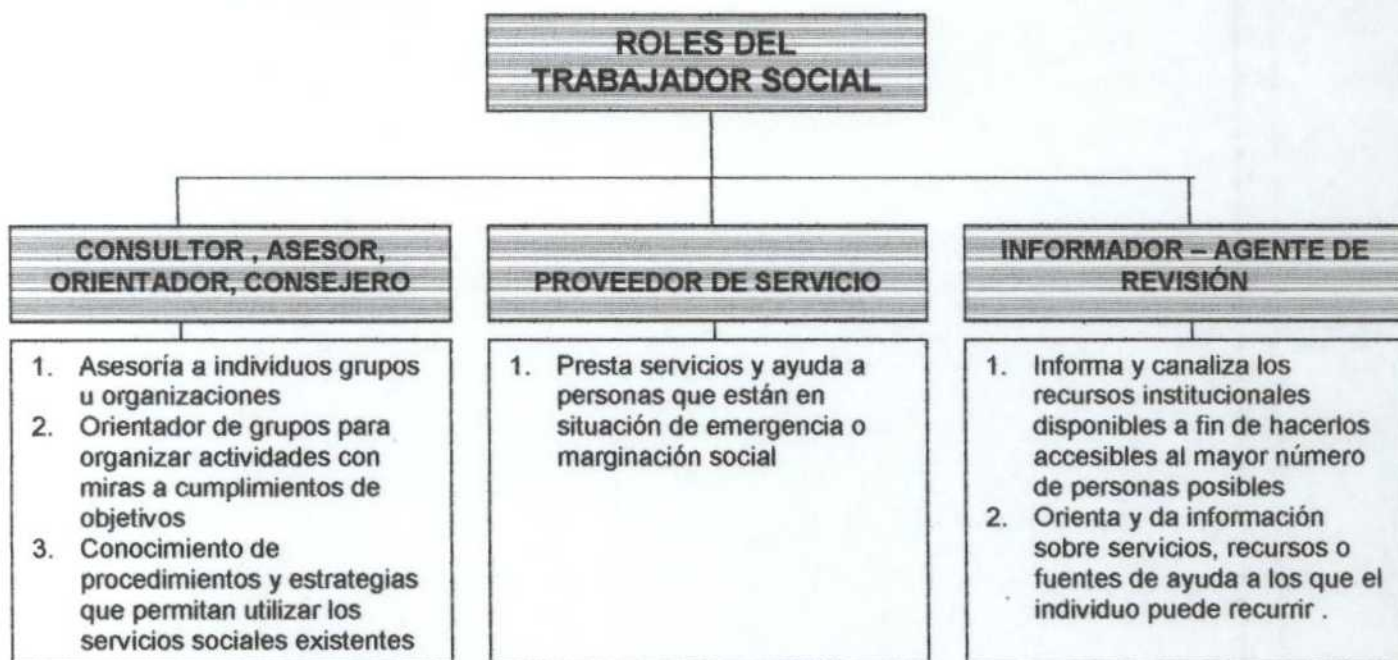 ROLES DEL
TRABAJADOR SOCIAL
CONSULTOR , ASESOR,
ORIENTADOR, CONSEJERO
1. Asesoría a individuos grupos
u organizaciones
2. Orientador de grupos para
organizar actividades con
miras a cumplimientos de
objetivos
3. Conocimiento de
procedimientos y estrategias
que permitan utilizar los
servicios sociales existentes
PROVEEDOR DE SERVICIO
1. Presta servicios y ayuda a
personas que están en
situación de emergencia o
marginación social
INFORMADOR – AGENTE DE
REVISIÓN
1. Informa y canaliza los
recursos institucionales
disponibles a fin de hacerlos
accesibles al mayor número
de personas posibles
2. Orienta y da información
sobre servicios, recursos o
fuentes de ayuda a los que el
individuo puede recurrir .